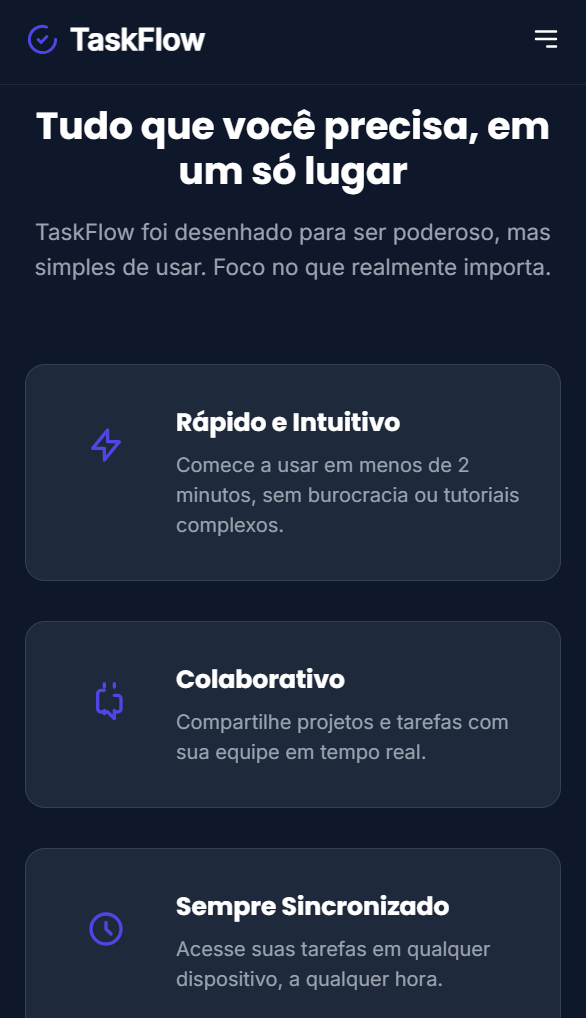 TaskFlow
Tudo que você precisa, em
um só lugar
TaskFlow foi desenhado para ser poderoso, mas
simples de usar. Foco no que realmente importa.
Rápido e Intuitivo
Comece a usar em menos de 2
minutos, sem burocracia ou tutoriais
complexos.
Colaborativo
Compartilhe projetos e tarefas com
sua equipe em tempo real.
Sempre Sincronizado
Acesse suas tarefas em qualquer
dispositivo, a qualquer hora.